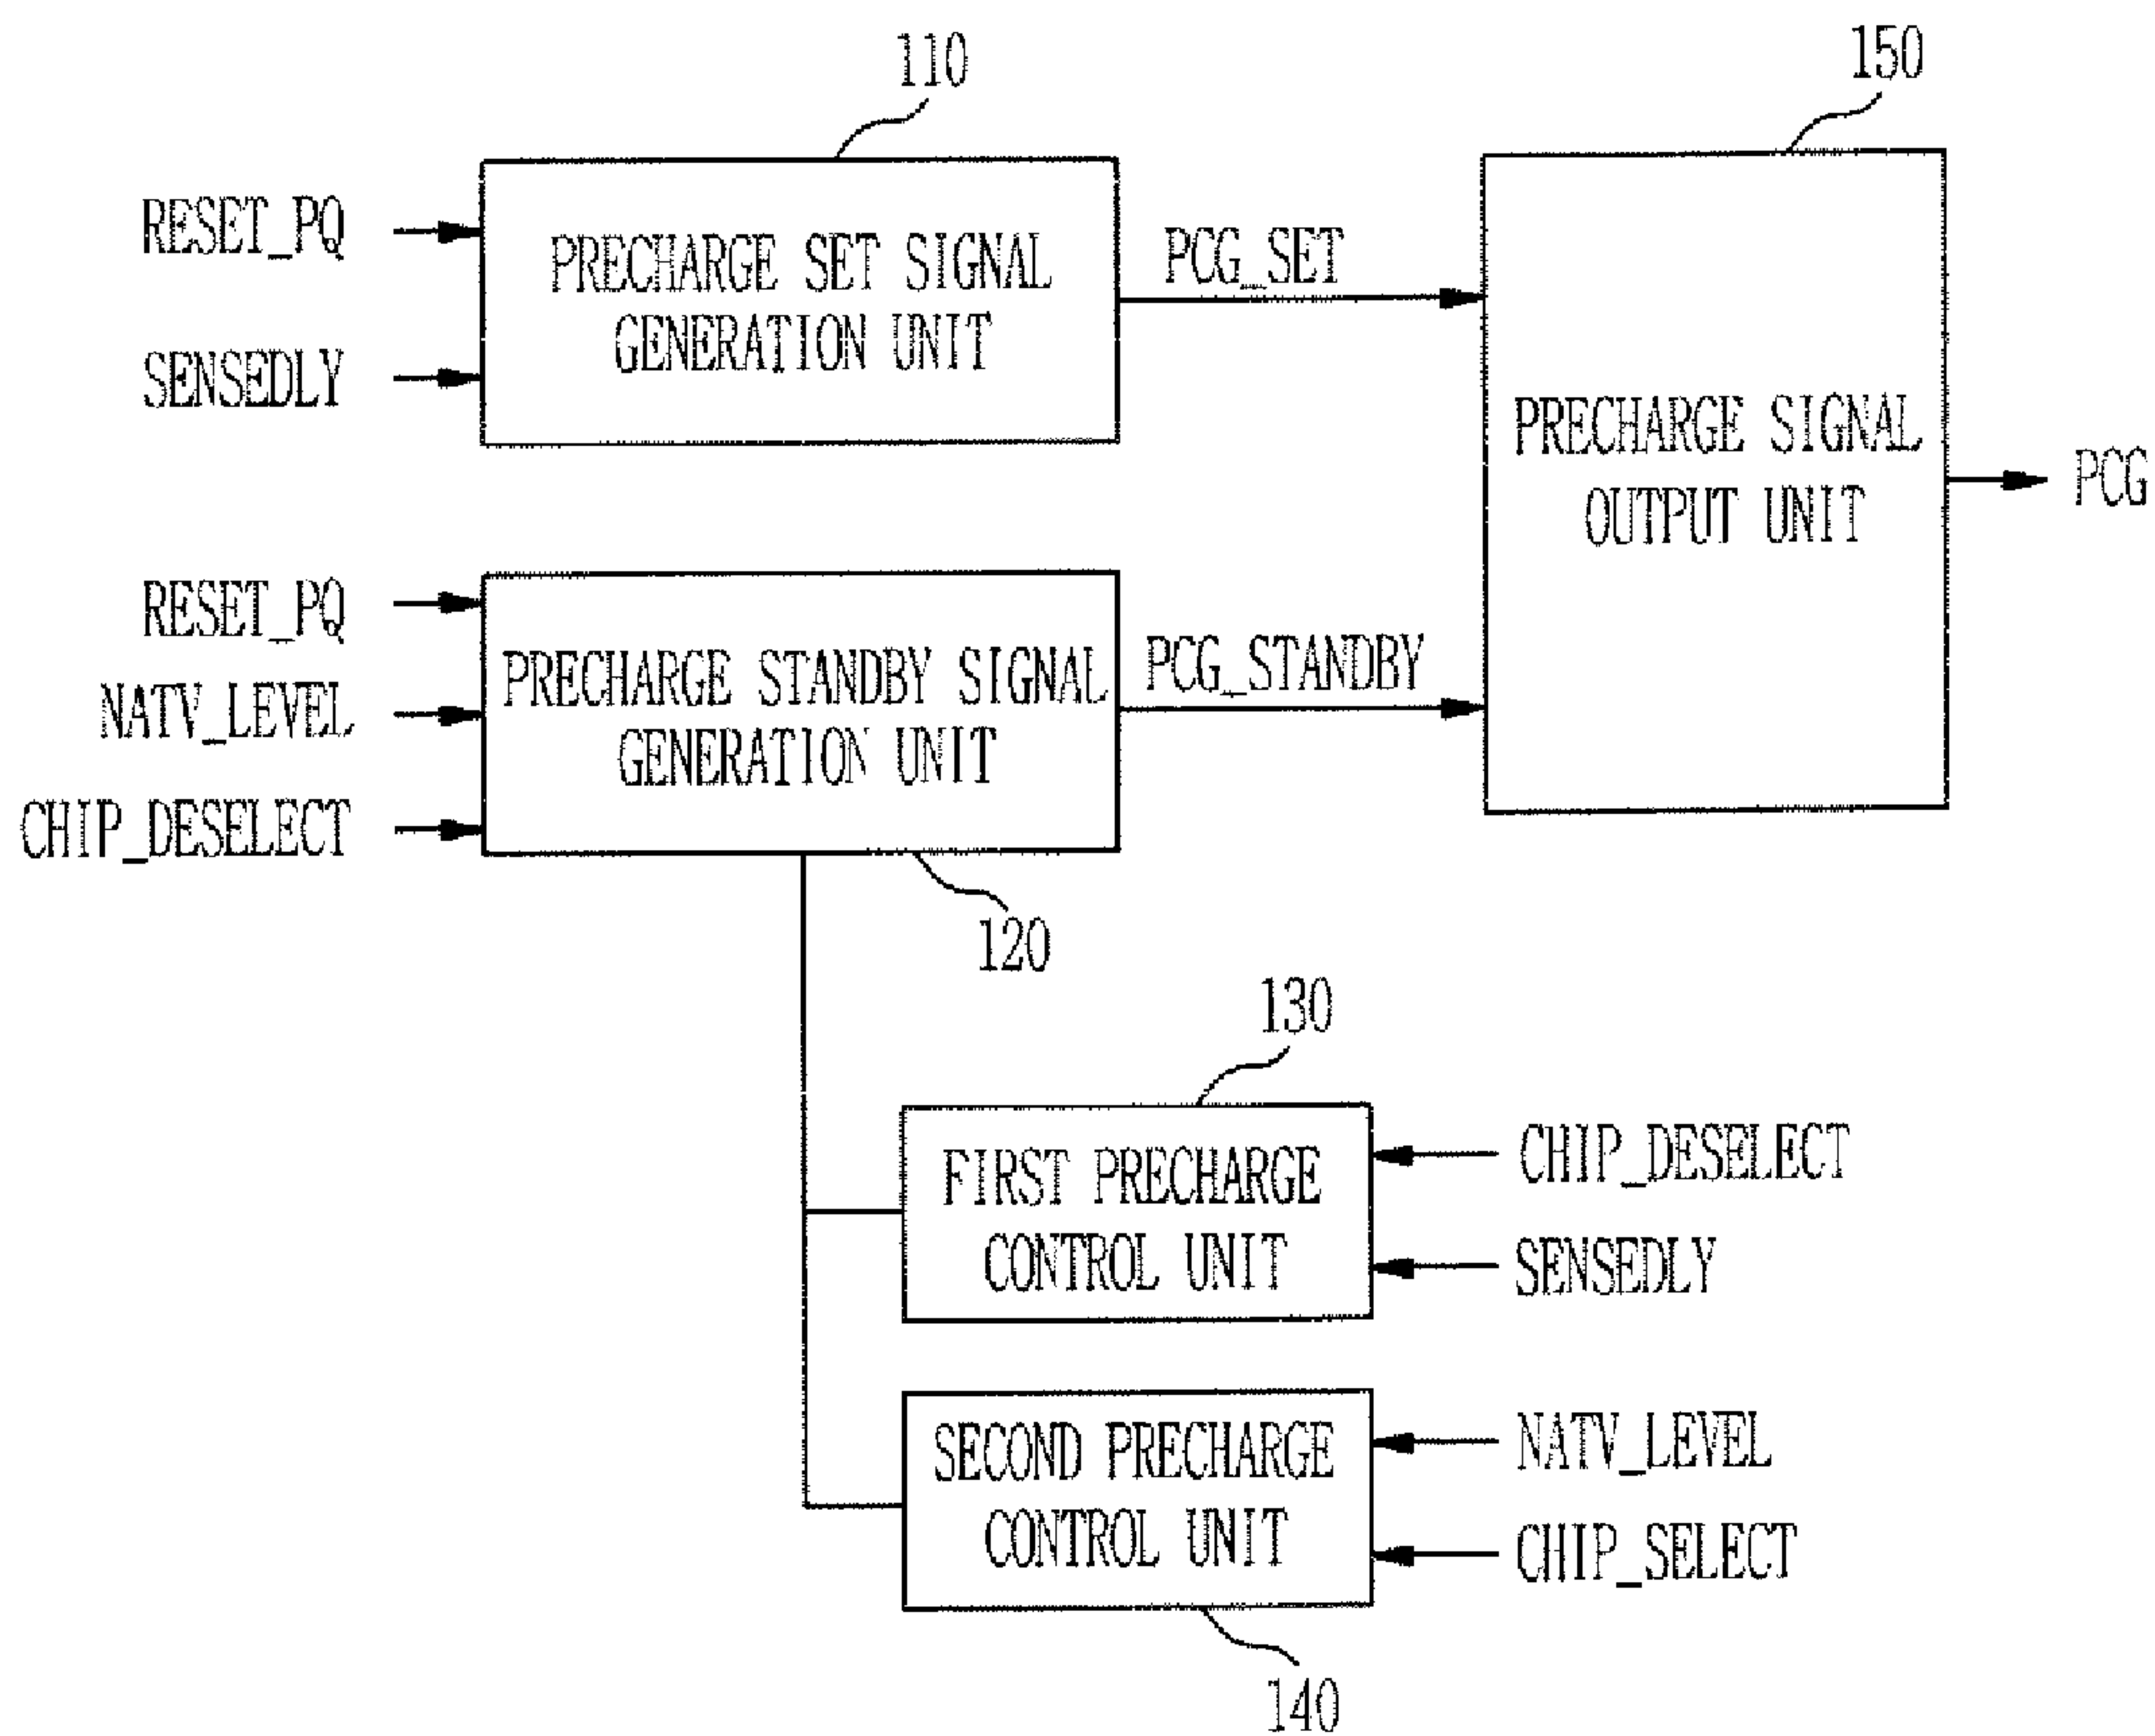 110
150
RESET_PQ
SENSEDLY
PRECHARGE SET SIGNAL
GENERATION UNIT
PCG_SET
PRECHARGE SIGNAL
OUTPUT UNIT
PCG
RESET_PQ
NATV_LEVEL
CHIP_DESELECT
PRECHARGE STANDBY SIGNAL
GENERATION UNIT
PCG_STANDBY
120
130
FIRST PRECHARGE
CONTROL UNIT
CHIP_DESELECT
SENSEDLY
SECOND PRECHARGE
CONTROL UNIT
NATV_LEVEL
CHIP_SELECT
140